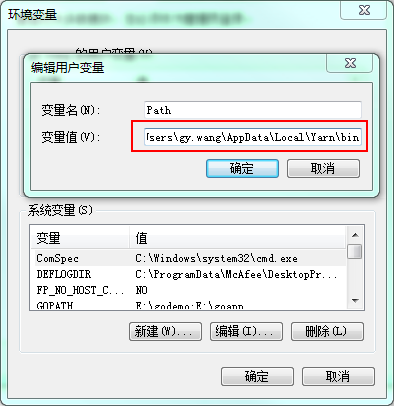 环境变量
的用户变量(U)
编辑用户变量
变量名(N):
Path
变量值(V):
sers\gy.wang\AppData\Local\Yarn\bin
确定
取消
系统变量(S)
变量
值
ComSpec
C:\Windows\system32\cmd.exe
DEFLOGDIR
C:\ProgramData\McAfee\DesktopPr...
FP_NO_HOST_C...
NO
GOPATH
E:\godemo;E:\goapp
新建(W)...
编辑(I)...
删除(L)
确定
取消